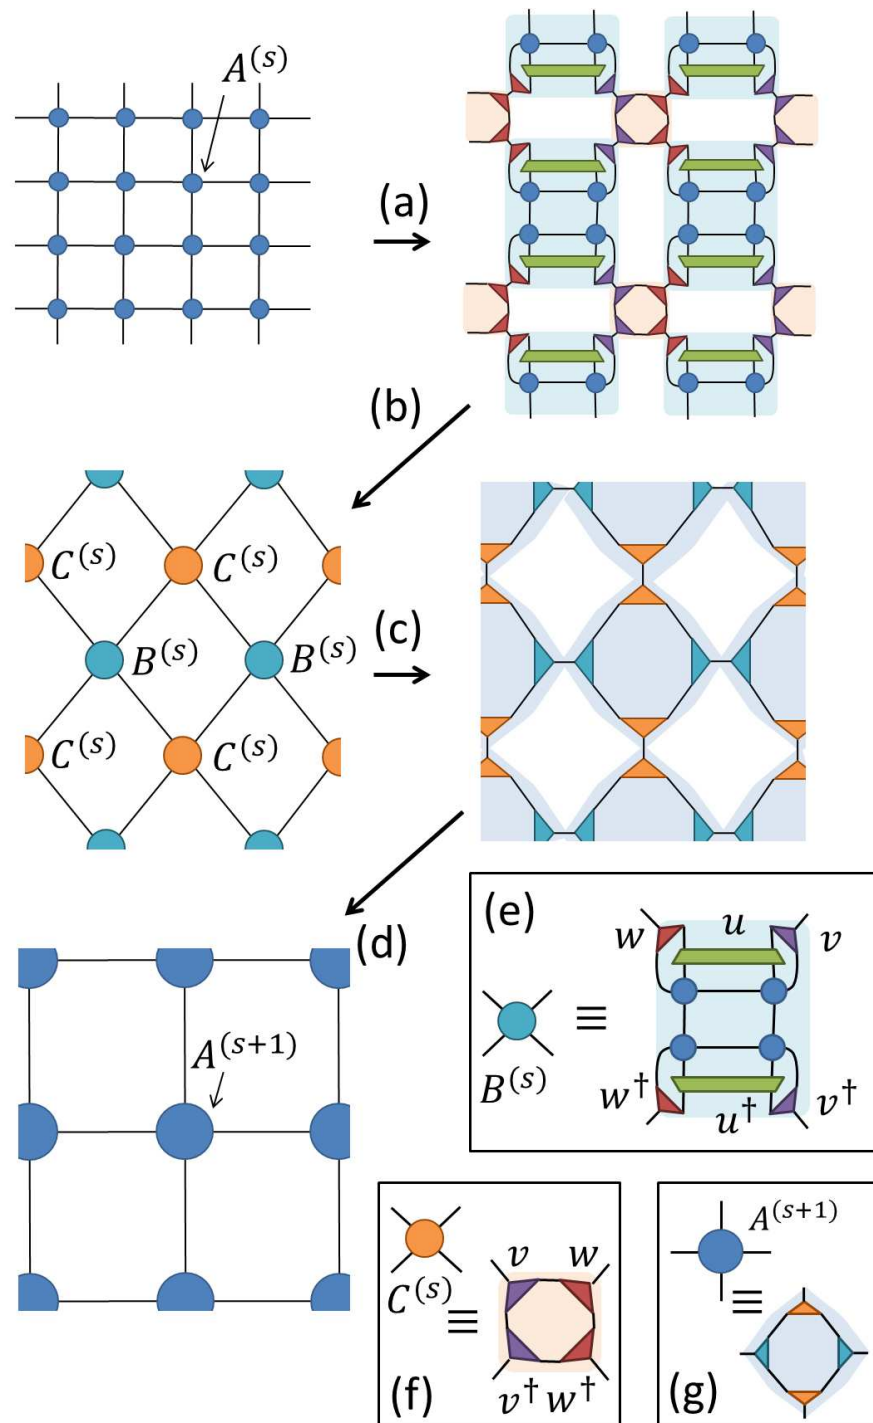 A^(s)
(a)
(b)
C^(s) C^(s)
(c)
B^(s) B^(s)
C^(s) C^(s)
(d)
A^(s+1)
(e)
w u v
≡
B^(s)
w† u† v†
C^(s)
v w
≡
v† w†
(f)
A^(s+1)
≡
(g)